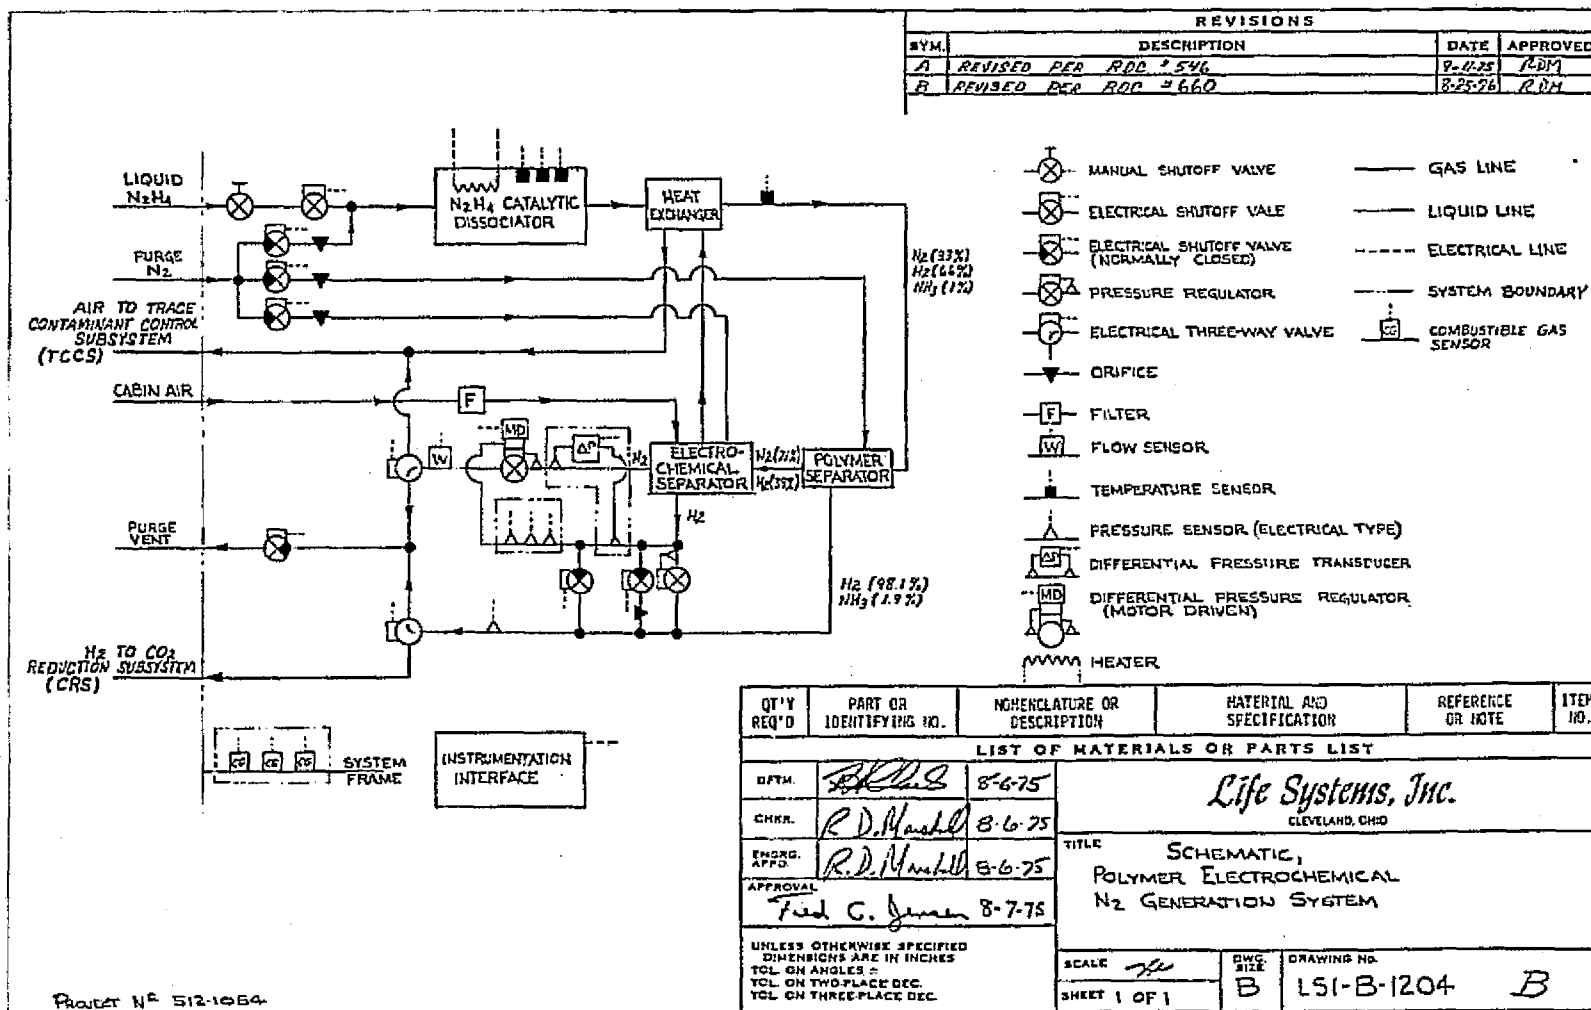 REVISIONS
SYM. DESCRIPTION DATE APPROVED
A REVISED PER RDC # 546 9-11-75 RDM
B REVISED PER RDC # 660 8-25-76 RDM
LIQUID
N2H4
PURGE
N2
AIR TO TRACE
CONTAMINANT CONTROL
SUBSYSTEM
(TCCS)
CABIN AIR
PURGE
VENT
H2 TO CO2
REDUCTION SUBSYSTEM
(CRS)
N2H4 CATALYTIC
DISSOCIATOR
HEAT
EXCHANGER
N2 (33%)
H2 (66%)
NH3 (1%)
F
W
MD
ΔP
N2
ELECTRO-
CHEMICAL
SEPARATOR
N2 (71%)
POLYMER
SEPARATOR
H2
H2 (98.1%)
NH3 (1.9%)
CG CG CG
SYSTEM
FRAME
INSTRUMENTATION
INTERFACE
MANUAL SHUTOFF VALVE
ELECTRICAL SHUTOFF VALE
ELECTRICAL SHUTOFF VALVE
(NORMALLY CLOSED)
PRESSURE REGULATOR
ELECTRICAL THREE-WAY VALVE
ORIFICE
F FILTER
W FLOW SENSOR
TEMPERATURE SENSOR
PRESSURE SENSOR (ELECTRICAL TYPE)
ΔP DIFFERENTIAL PRESSURE TRANSDUCER
MD DIFFERENTIAL PRESSURE REGULATOR
(MOTOR DRIVEN)
HEATER
GAS LINE
LIQUID LINE
ELECTRICAL LINE
SYSTEM BOUNDARY
CG COMBUSTIBLE GAS
SENSOR
QT'Y
REQ'D
PART OR
IDENTIFYING NO.
NOMENCLATURE OR
DESCRIPTION
MATERIAL AND
SPECIFICATION
REFERENCE
OR NOTE
ITEM
NO.
LIST OF MATERIALS OR PARTS LIST
DFTM. 8-6-75
CHKR. R.D. Marshall 8-6-75
ENGRG.
APPD. R.D. Marshall 8-6-75
APPROVAL
Fred C. Jensen 8-7-75
UNLESS OTHERWISE SPECIFIED
DIMENSIONS ARE IN INCHES
TOL. ON ANGLES ±
TOL. ON TWO-PLACE DEC.
TOL. ON THREE-PLACE DEC.
Life Systems, Inc.
CLEVELAND, OHIO
TITLE
SCHEMATIC,
POLYMER ELECTROCHEMICAL
N2 GENERATION SYSTEM
SCALE
SHEET 1 OF 1
DWG.
SIZE
B
DRAWING NO.
LSI-B-1204 B
PROJECT Nº 512-1054